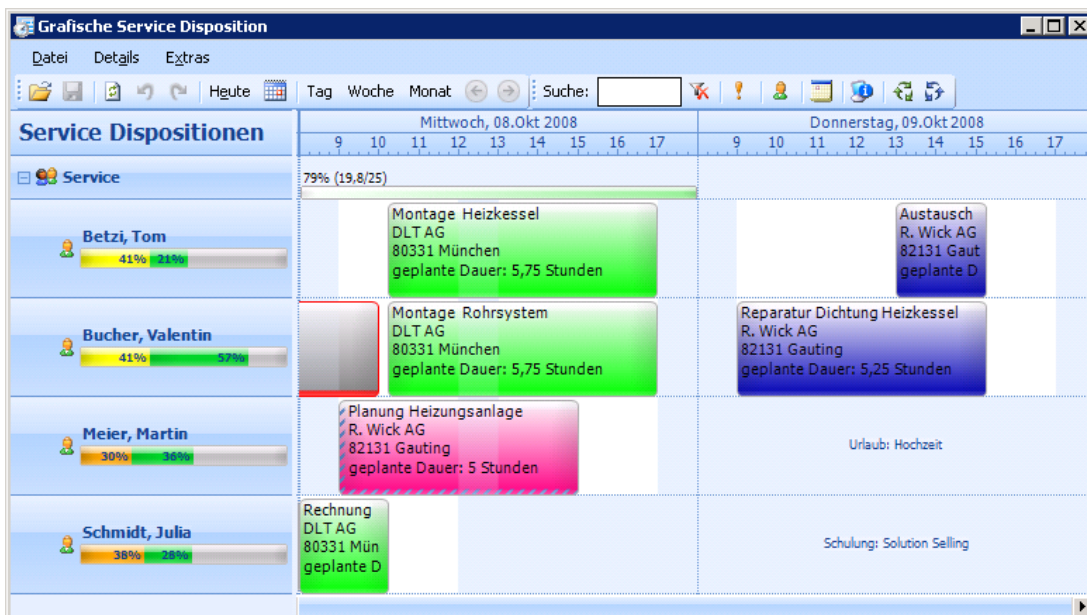 Grafische Service Disposition
Datei Details Extras
Heute Tag Woche Monat Suche:
Service Dispositionen
Mittwoch, 08.Okt 2008 Donnerstag, 09.Okt 2008
9 10 11 12 13 14 15 16 17 9 10 11 12 13 14 15 16 17
Service
79% (19,8/25)
Betzi, Tom
41% 21%
Montage Heizkessel
DLT AG
80331 München
geplante Dauer: 5,75 Stunden
Austausch
R. Wick AG
82131 Gaut
geplante D
Bucher, Valentin
41% 57%
Montage Rohrsystem
DLT AG
80331 München
geplante Dauer: 5,75 Stunden
Reparatur Dichtung Heizkessel
R. Wick AG
82131 Gauting
geplante Dauer: 5,25 Stunden
Meier, Martin
30% 36%
Planung Heizungsanlage
R. Wick AG
82131 Gauting
geplante Dauer: 5 Stunden
Urlaub: Hochzeit
Schmidt, Julia
38% 28%
Rechnung
DLT AG
80331 Mün
geplante D
Schulung: Solution Selling